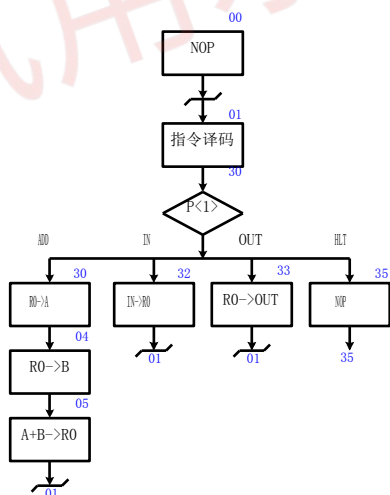 00
NOP
01
指令译码
30
P<1>
ADD IN OUT HLT
30 32 33 35
R0->A IN->R0 R0->OUT NOP
04 01 01 35
R0->B
05
A+B->R0
01